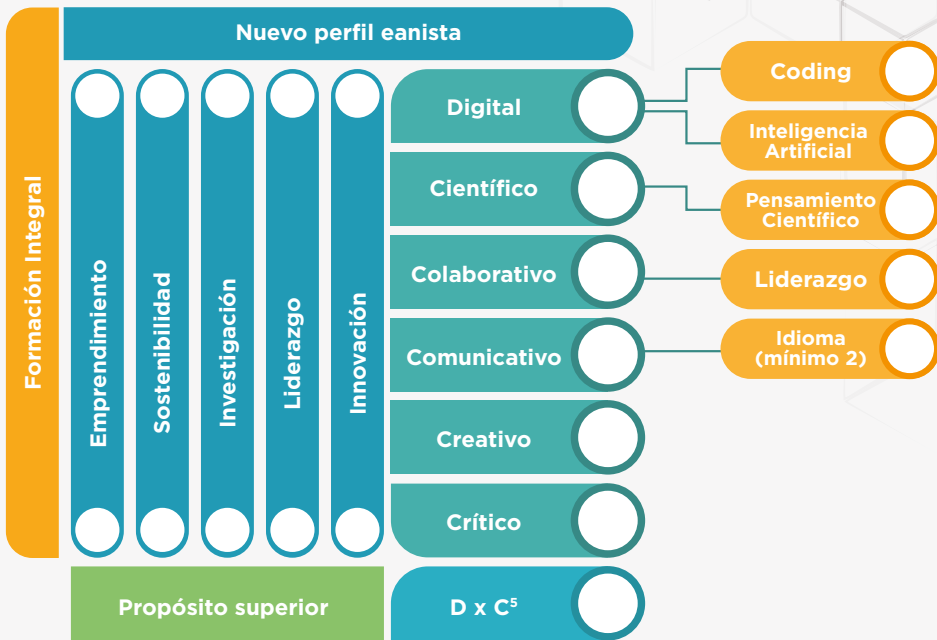 Formación Integral
Nuevo perfil eanista
Emprendimiento
Sostenibilidad
Investigación
Liderazgo
Innovación
Digital
Científico
Colaborativo
Comunicativo
Creativo
Crítico
Coding
Inteligencia
Artificial
Pensamiento
Científico
Liderazgo
Idioma
(mínimo 2)
Propósito superior
D x C⁵